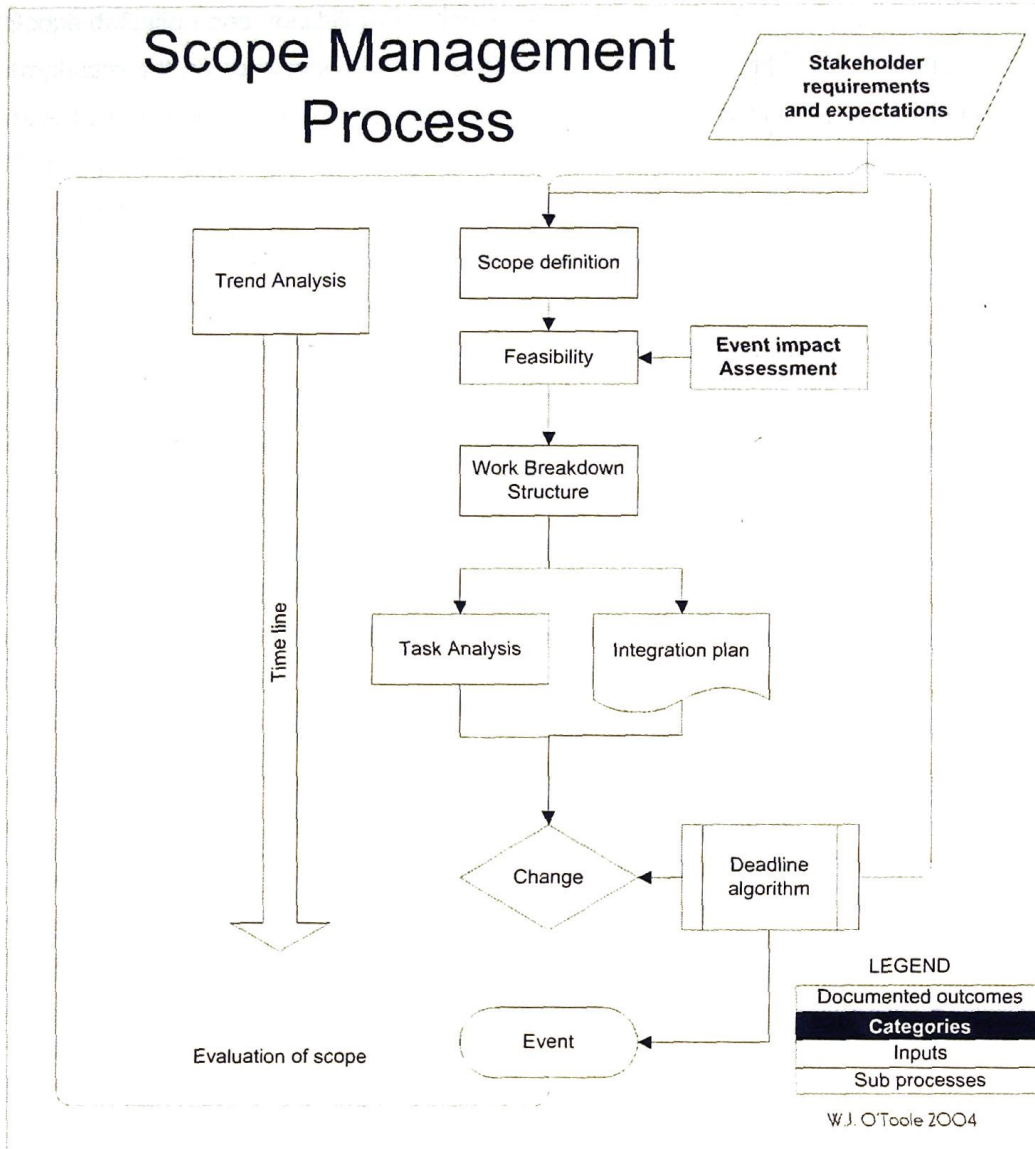 Scope Management
Process
Stakeholder
requirements
and expectations
Trend Analysis
Scope definition
Feasibility
Event impact
Assessment
Work Breakdown
Structure
Time line
Task Analysis
Integration plan
Change
Deadline
algorithm
Evaluation of scope
Event
LEGEND
Documented outcomes
Categories
Inputs
Sub processes
W.J. O'Toole 2004